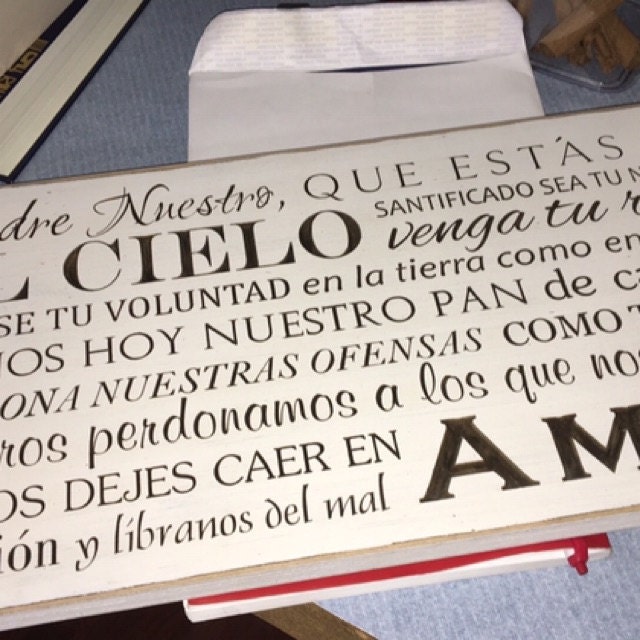 dre Nuestro, QUE ESTÁS
L CIELO SANTIFICADO SEA TU N
venga tu r
SE TU VOLUNTAD en la tierra como en
NOS HOY NUESTRO PAN de c
ONA NUESTRAS OFENSAS COMO T
ros perdonamos a los que no
OS DEJES CAER EN
ión y líbranos del mal
AM